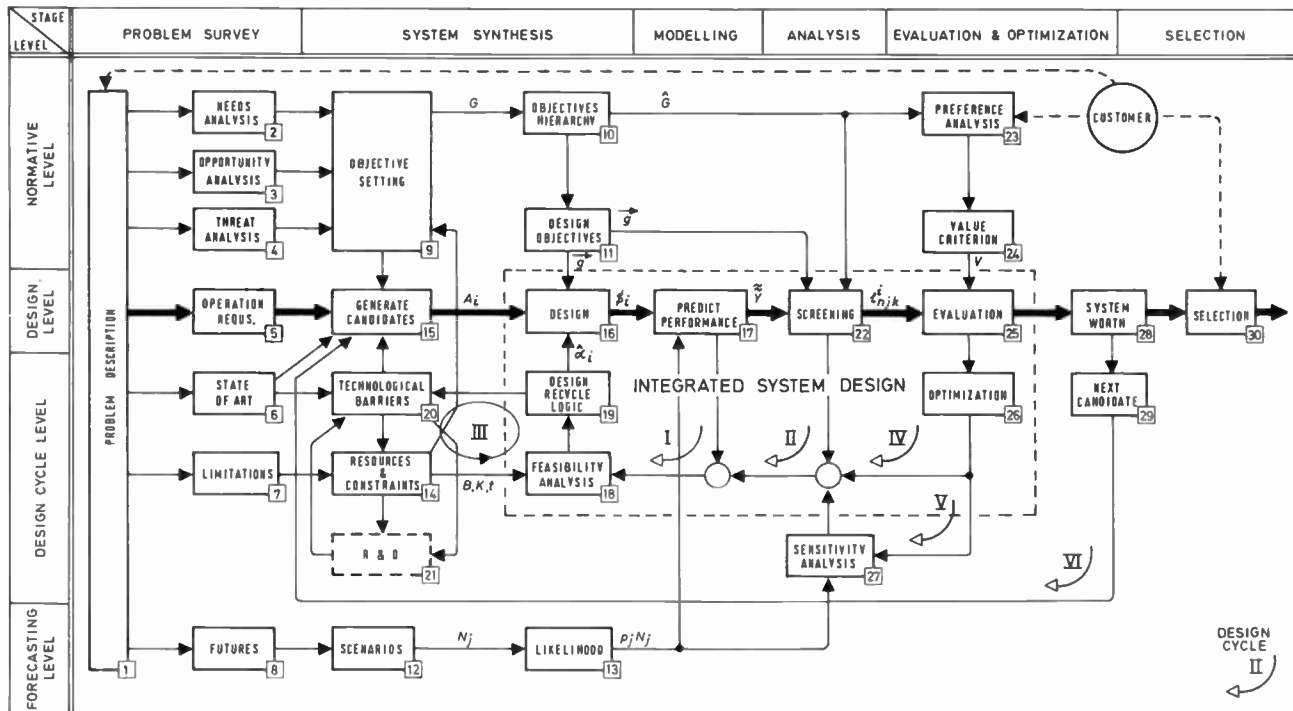 STAGE
LEVEL
PROBLEM SURVEY
SYSTEM SYNTHESIS
MODELLING
ANALYSIS
EVALUATION & OPTIMIZATION
SELECTION
NORMATIVE
LEVEL
DESIGN
LEVEL
DESIGN CYCLE LEVEL
FORECASTING
LEVEL
PROBLEM DESCRIPTION
1
NEEDS
ANALYSIS
2
OPPORTUNITY
ANALYSIS
3
THREAT
ANALYSIS
4
OBJECTIVE
SETTING
9
G
OBJECTIVES
HIERARCHY
10
Ĝ
PREFERENCE
ANALYSIS
23
CUSTOMER
DESIGN
OBJECTIVES
11
g
g
VALUE
CRITERION
24
V
OPERATION
REQUS.
5
GENERATE
CANDIDATES
15
Ai
DESIGN
16
ϕi
PREDICT
PERFORMANCE
17
Y
SCREENING
22
injk
EVALUATION
25
SYSTEM
WORTH
28
SELECTION
30
α̂i
STATE
OF ART
6
TECHNOLOGICAL
BARRIERS
20
DESIGN
RECYCLE
LOGIC
19
INTEGRATED SYSTEM DESIGN
OPTIMIZATION
26
NEXT
CANDIDATE
29
III
I
II
IV
LIMITATIONS
7
RESOURCES
&
CONSTRAINTS
14
B,K,t
FEASIBILITY
ANALYSIS
18
V
R & D
21
SENSITIVITY
ANALYSIS
27
VI
FUTURES
8
SCENARIOS
12
Nj
LIKELIHOOD
13
pjNj
DESIGN
CYCLE
II